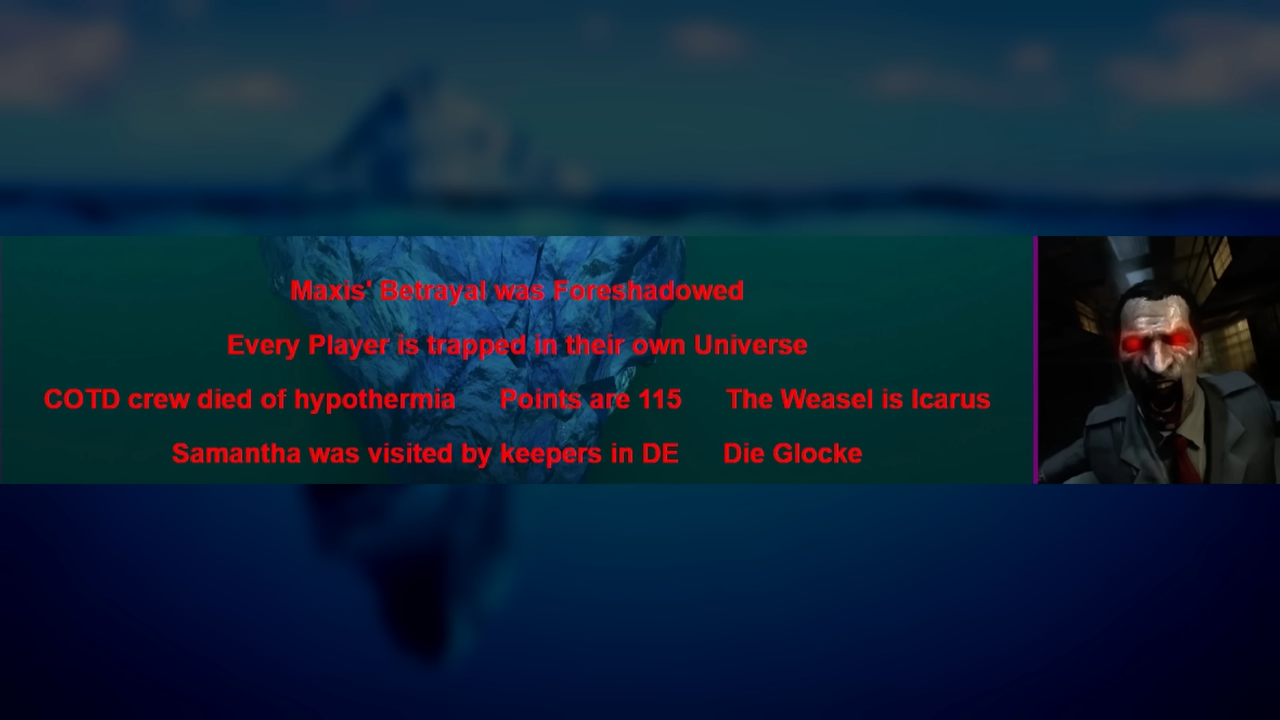 Maxis' Betrayal was Foreshadowed
Every Player is trapped in their own Universe
COTD crew died of hypothermia Points are 115 The Weasel is Icarus
Samantha was visited by keepers in DE Die Glocke